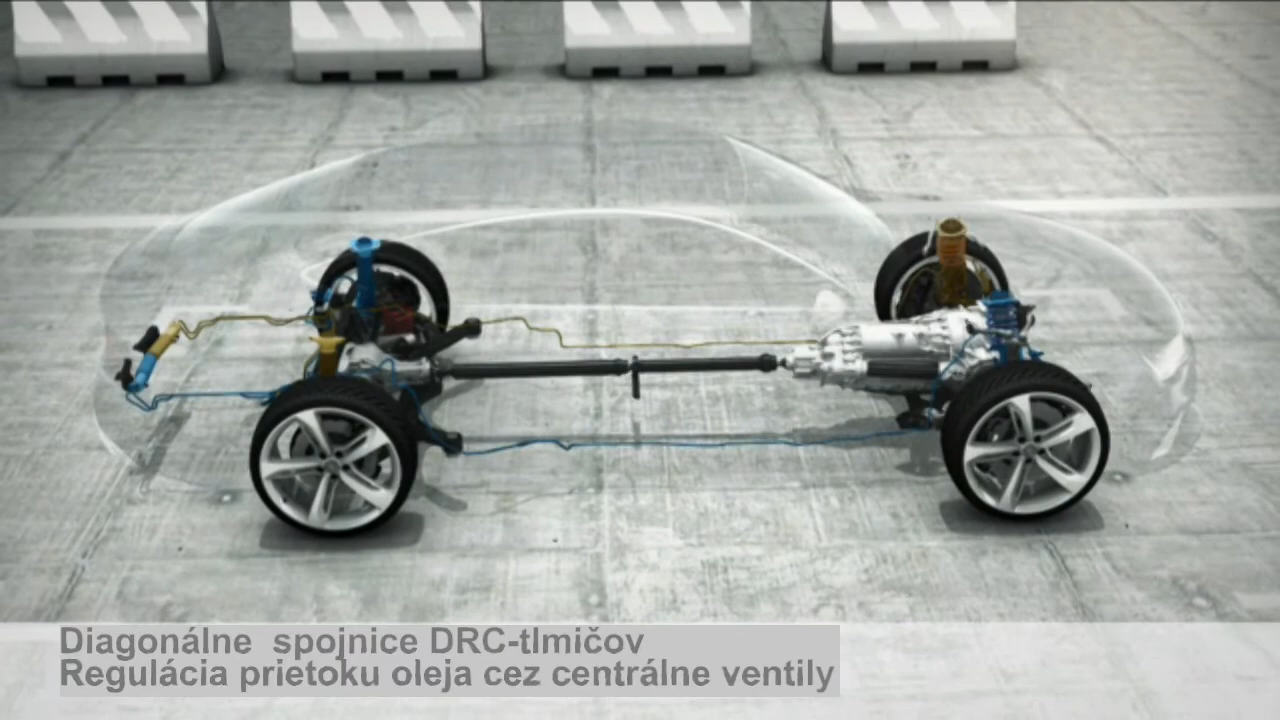 Diagonálne spojnice DRC-tlmičov
Regulácia prietoku oleja cez centrálne ventily